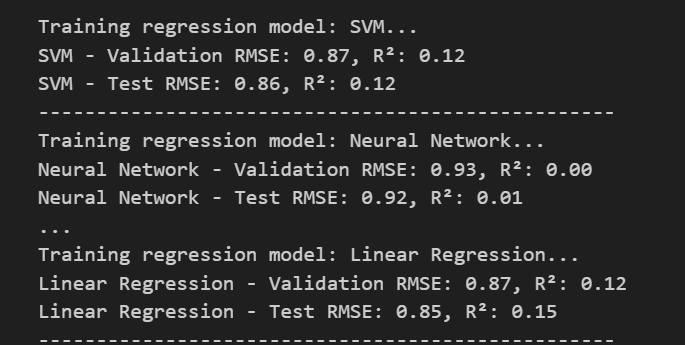 Training regression model: SVM...
SVM - Validation RMSE: 0.87, R²: 0.12
SVM - Test RMSE: 0.86, R²: 0.12
--------------------------------------------------
Training regression model: Neural Network...
Neural Network - Validation RMSE: 0.93, R²: 0.00
Neural Network - Test RMSE: 0.92, R²: 0.01
...
Training regression model: Linear Regression...
Linear Regression - Validation RMSE: 0.87, R²: 0.12
Linear Regression - Test RMSE: 0.85, R²: 0.15
--------------------------------------------------